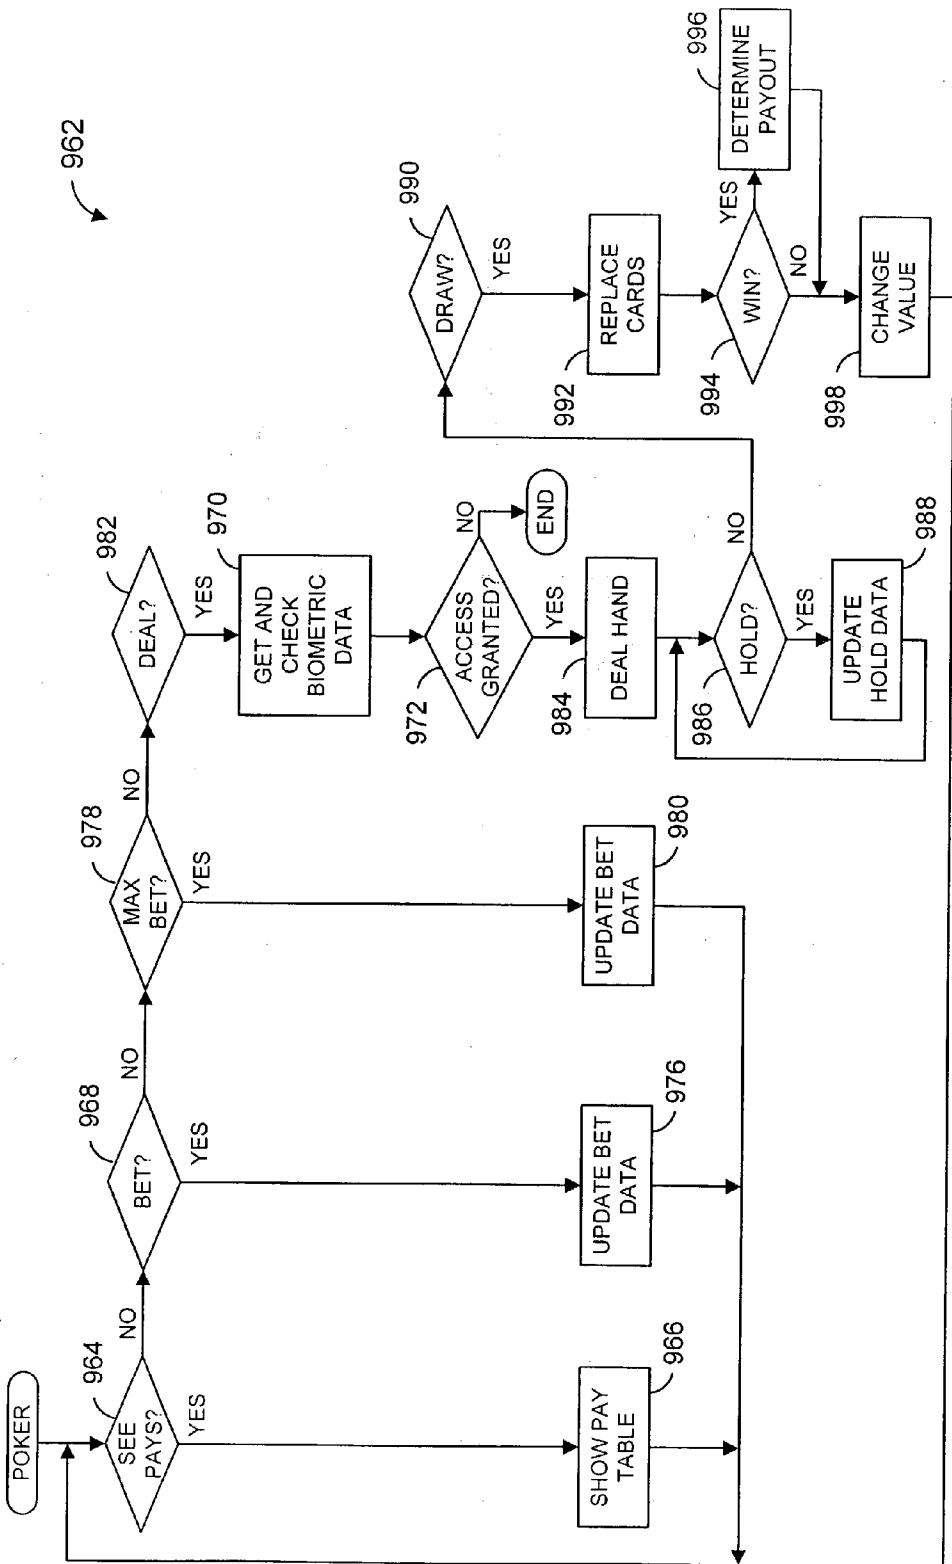 962
POKER
964
SEE
PAYS?
NO
YES
966
SHOW PAY
TABLE
968
BET?
NO
YES
976
UPDATE BET
DATA
978
MAX
BET?
NO
YES
980
UPDATE BET
DATA
982
DEAL?
YES
970
GET AND
CHECK
BIOMETRIC
DATA
972
ACCESS
GRANTED?
NO
END
YES
984
DEAL HAND
986
HOLD?
NO
YES
988
UPDATE
HOLD DATA
990
DRAW?
YES
992
REPLACE
CARDS
994
WIN?
YES
NO
996
DETERMINE
PAYOUT
998
CHANGE
VALUE